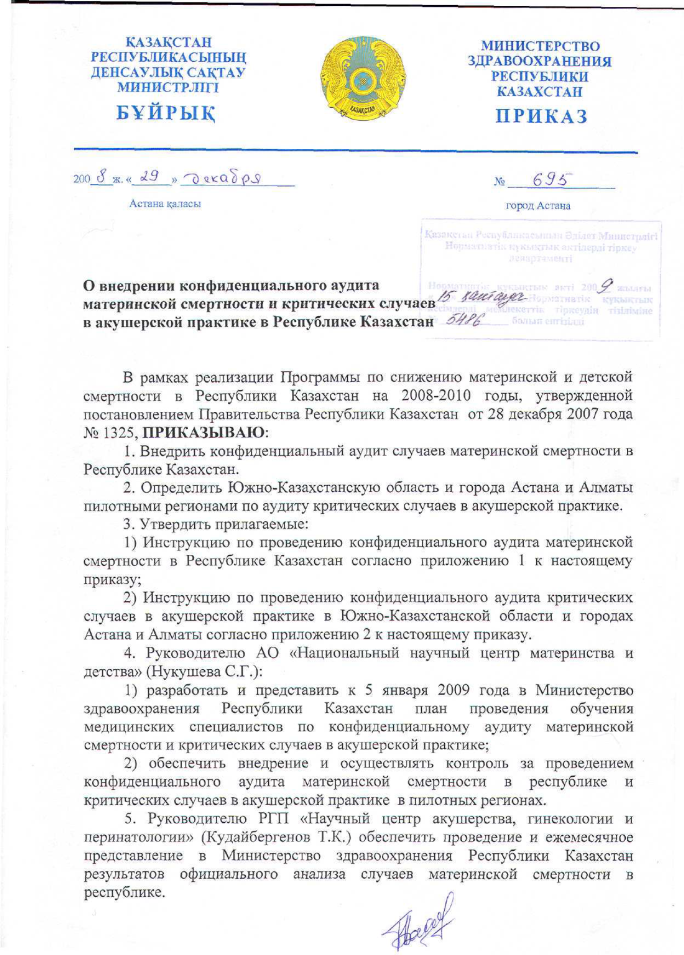 ҚАЗАҚСТАН
РЕСПУБЛИКАСЫНЫҢ
ДЕНСАУЛЫҚ САҚТАУ
МИНИСТРЛІГІ
БҰЙРЫҚ
ҚАЗАҚСТАН
МИНИСТЕРСТВО
ЗДРАВООХРАНЕНИЯ
РЕСПУБЛИКИ
КАЗАХСТАН
ПРИКАЗ
2008 ж. « 29 » декабря
№ 695
Астана қаласы
город Астана
Қазақстан Республикасының Әділет Министрлігі
Нормативтік құқықтық актілерді тіркеу
департаменті
Нормативтік құқықтық акті 2009 жылғы
15 қаңтарда Нормативтік құқықтық
актілерді мемлекеттік тіркеудің тізіліміне
5486 болып енгізілді
О внедрении конфиденциального аудита
материнской смертности и критических случаев
в акушерской практике в Республике Казахстан
В рамках реализации Программы по снижению материнской и детской
смертности в Республики Казахстан на 2008-2010 годы, утвержденной
постановлением Правительства Республики Казахстан от 28 декабря 2007 года
№ 1325, ПРИКАЗЫВАЮ:
1. Внедрить конфиденциальный аудит случаев материнской смертности в
Республике Казахстан.
2. Определить Южно-Казахстанскую область и города Астана и Алматы
пилотными регионами по аудиту критических случаев в акушерской практике.
3. Утвердить прилагаемые:
1) Инструкцию по проведению конфиденциального аудита материнской
смертности в Республике Казахстан согласно приложению 1 к настоящему
приказу;
2) Инструкцию по проведению конфиденциального аудита критических
случаев в акушерской практике в Южно-Казахстанской области и городах
Астана и Алматы согласно приложению 2 к настоящему приказу.
4. Руководителю АО «Национальный научный центр материнства и
детства» (Нукушева С.Г.):
1) разработать и представить к 5 января 2009 года в Министерство
здравоохранения Республики Казахстан план проведения обучения
медицинских специалистов по конфиденциальному аудиту материнской
смертности и критических случаев в акушерской практике;
2) обеспечить внедрение и осуществлять контроль за проведением
конфиденциального аудита материнской смертности в республике и
критических случаев в акушерской практике в пилотных регионах.
5. Руководителю РГП «Научный центр акушерства, гинекологии и
перинатологии» (Кудайбергенов Т.К.) обеспечить проведение и ежемесячное
представление в Министерство здравоохранения Республики Казахстан
результатов официального анализа случаев материнской смертности в
республике.